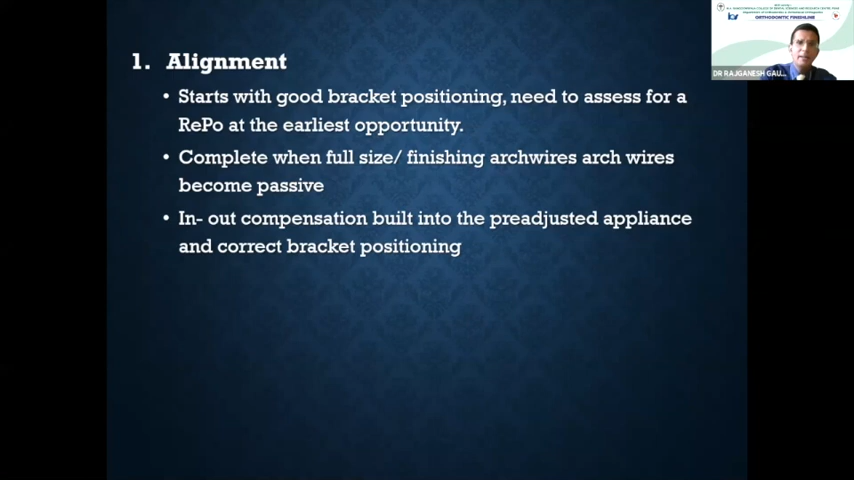 1. Alignment
• Starts with good bracket positioning, need to assess for a
RePo at the earliest opportunity.
• Complete when full size/ finishing archwires arch wires
become passive
• In- out compensation built into the preadjusted appliance
and correct bracket positioning
ORTHODONTIC FINISHLINE
DR RAJGANESH GAU...